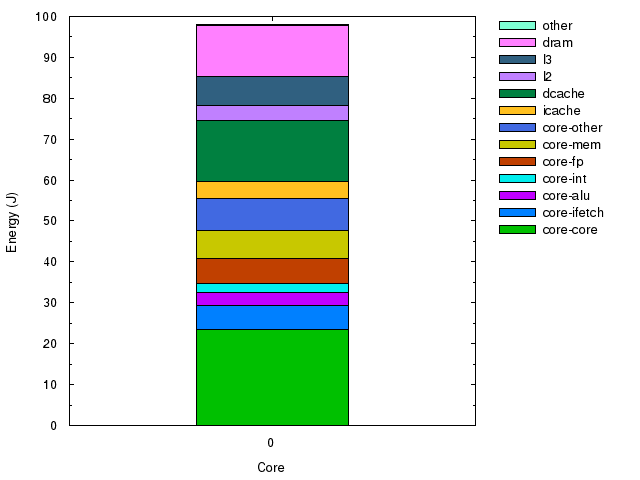 100
90
80
70
60
50
40
30
20
10
0
Energy (J)
0
Core
other
dram
l3
l2
dcache
icache
core-other
core-mem
core-fp
core-int
core-alu
core-ifetch
core-core